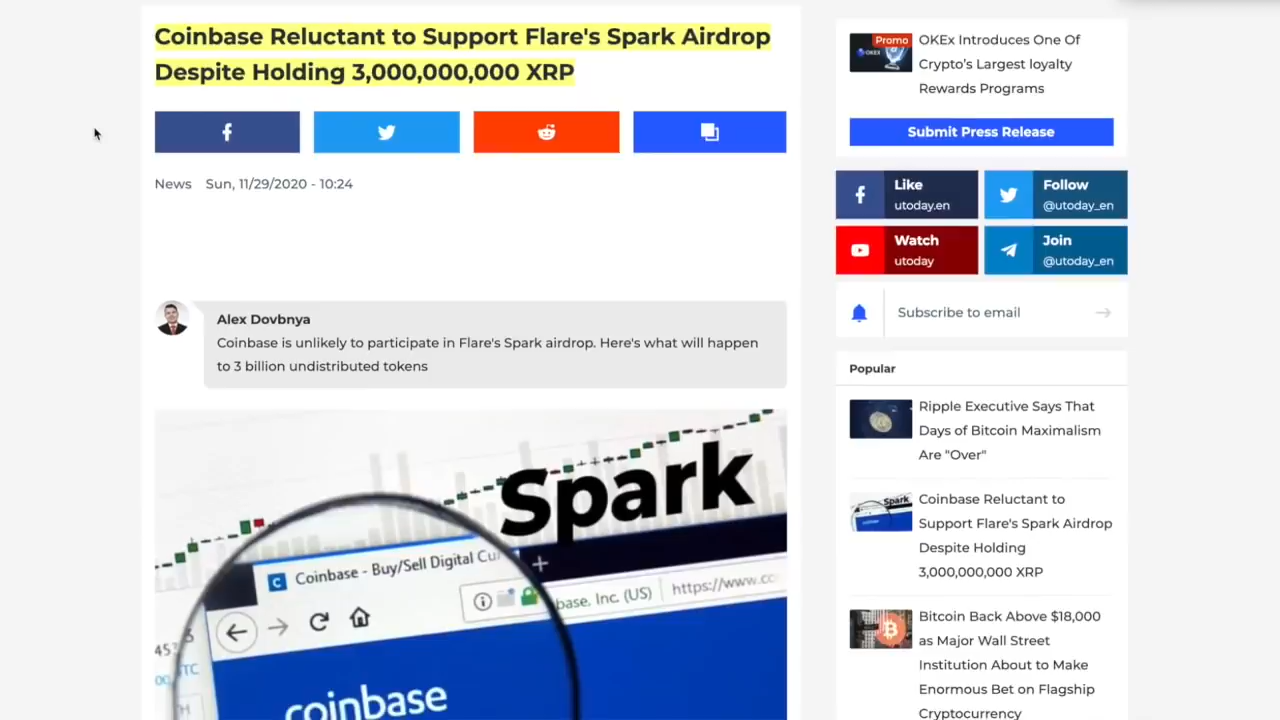 Coinbase Reluctant to Support Flare's Spark Airdrop
Despite Holding 3,000,000,000 XRP
News Sun, 11/29/2020 - 10:24
Alex Dovbnya
Coinbase is unlikely to participate in Flare's Spark airdrop. Here's what will happen
to 3 billion undistributed tokens
Spark
Coinbase - Buy/Sell Digital Cu
base, Inc. (US)
https://www.co
coinbase
Promo
OKEx Introduces One Of
Crypto's Largest loyalty
Rewards Programs
Submit Press Release
Like
utoday.en
Follow
@utoday_en
Watch
utoday
Join
@utoday_en
Subscribe to email
Popular
Ripple Executive Says That
Days of Bitcoin Maximalism
Are "Over"
Spark
Coinbase Reluctant to
Support Flare's Spark Airdrop
Despite Holding
3,000,000,000 XRP
Bitcoin Back Above $18,000
as Major Wall Street
Institution About to Make
Enormous Bet on Flagship
Cryptocurrency